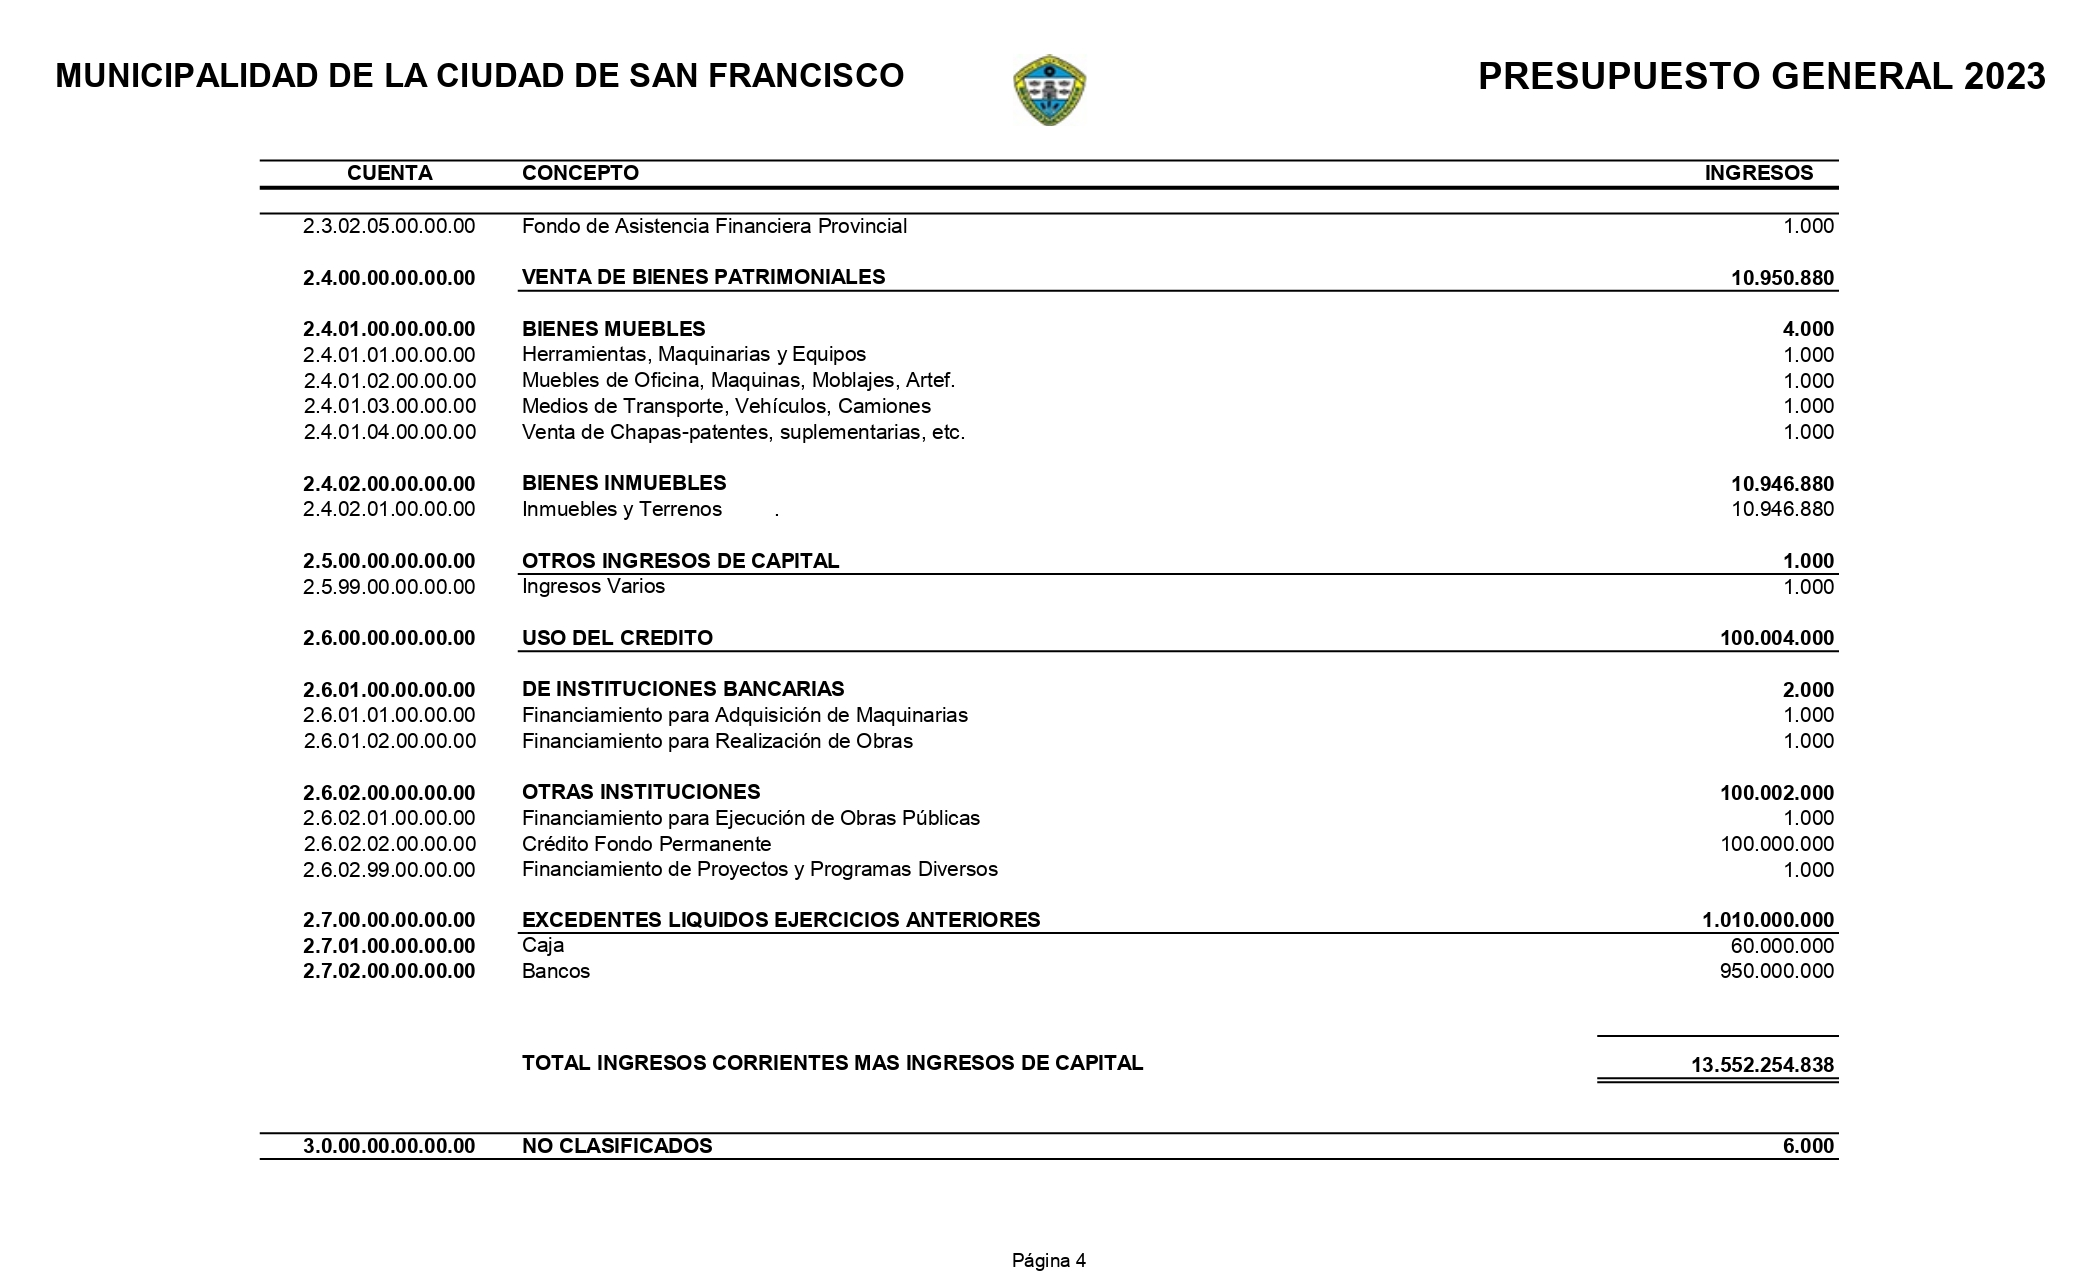 MUNICIPALIDAD DE LA CIUDAD DE SAN FRANCISCO PRESUPUESTO GENERAL 2023
CUENTA CONCEPTO INGRESOS
2.3.02.05.00.00.00 Fondo de Asistencia Financiera Provincial 1.000
2.4.00.00.00.00.00 VENTA DE BIENES PATRIMONIALES 10.950.880
2.4.01.00.00.00.00 BIENES MUEBLES 4.000
2.4.01.01.00.00.00 Herramientas, Maquinarias y Equipos 1.000
2.4.01.02.00.00.00 Muebles de Oficina, Maquinas, Moblajes, Artef. 1.000
2.4.01.03.00.00.00 Medios de Transporte, Vehículos, Camiones 1.000
2.4.01.04.00.00.00 Venta de Chapas-patentes, suplementarias, etc. 1.000
2.4.02.00.00.00.00 BIENES INMUEBLES 10.946.880
2.4.02.01.00.00.00 Inmuebles y Terrenos . 10.946.880
2.5.00.00.00.00.00 OTROS INGRESOS DE CAPITAL 1.000
2.5.99.00.00.00.00 Ingresos Varios 1.000
2.6.00.00.00.00.00 USO DEL CREDITO 100.004.000
2.6.01.00.00.00.00 DE INSTITUCIONES BANCARIAS 2.000
2.6.01.01.00.00.00 Financiamiento para Adquisición de Maquinarias 1.000
2.6.01.02.00.00.00 Financiamiento para Realización de Obras 1.000
2.6.02.00.00.00.00 OTRAS INSTITUCIONES 100.002.000
2.6.02.01.00.00.00 Financiamiento para Ejecución de Obras Públicas 1.000
2.6.02.02.00.00.00 Crédito Fondo Permanente 100.000.000
2.6.02.99.00.00.00 Financiamiento de Proyectos y Programas Diversos 1.000
2.7.00.00.00.00.00 EXCEDENTES LIQUIDOS EJERCICIOS ANTERIORES 1.010.000.000
2.7.01.00.00.00.00 Caja 60.000.000
2.7.02.00.00.00.00 Bancos 950.000.000
TOTAL INGRESOS CORRIENTES MAS INGRESOS DE CAPITAL 13.552.254.838
3.0.00.00.00.00.00 NO CLASIFICADOS 6.000
Página 4